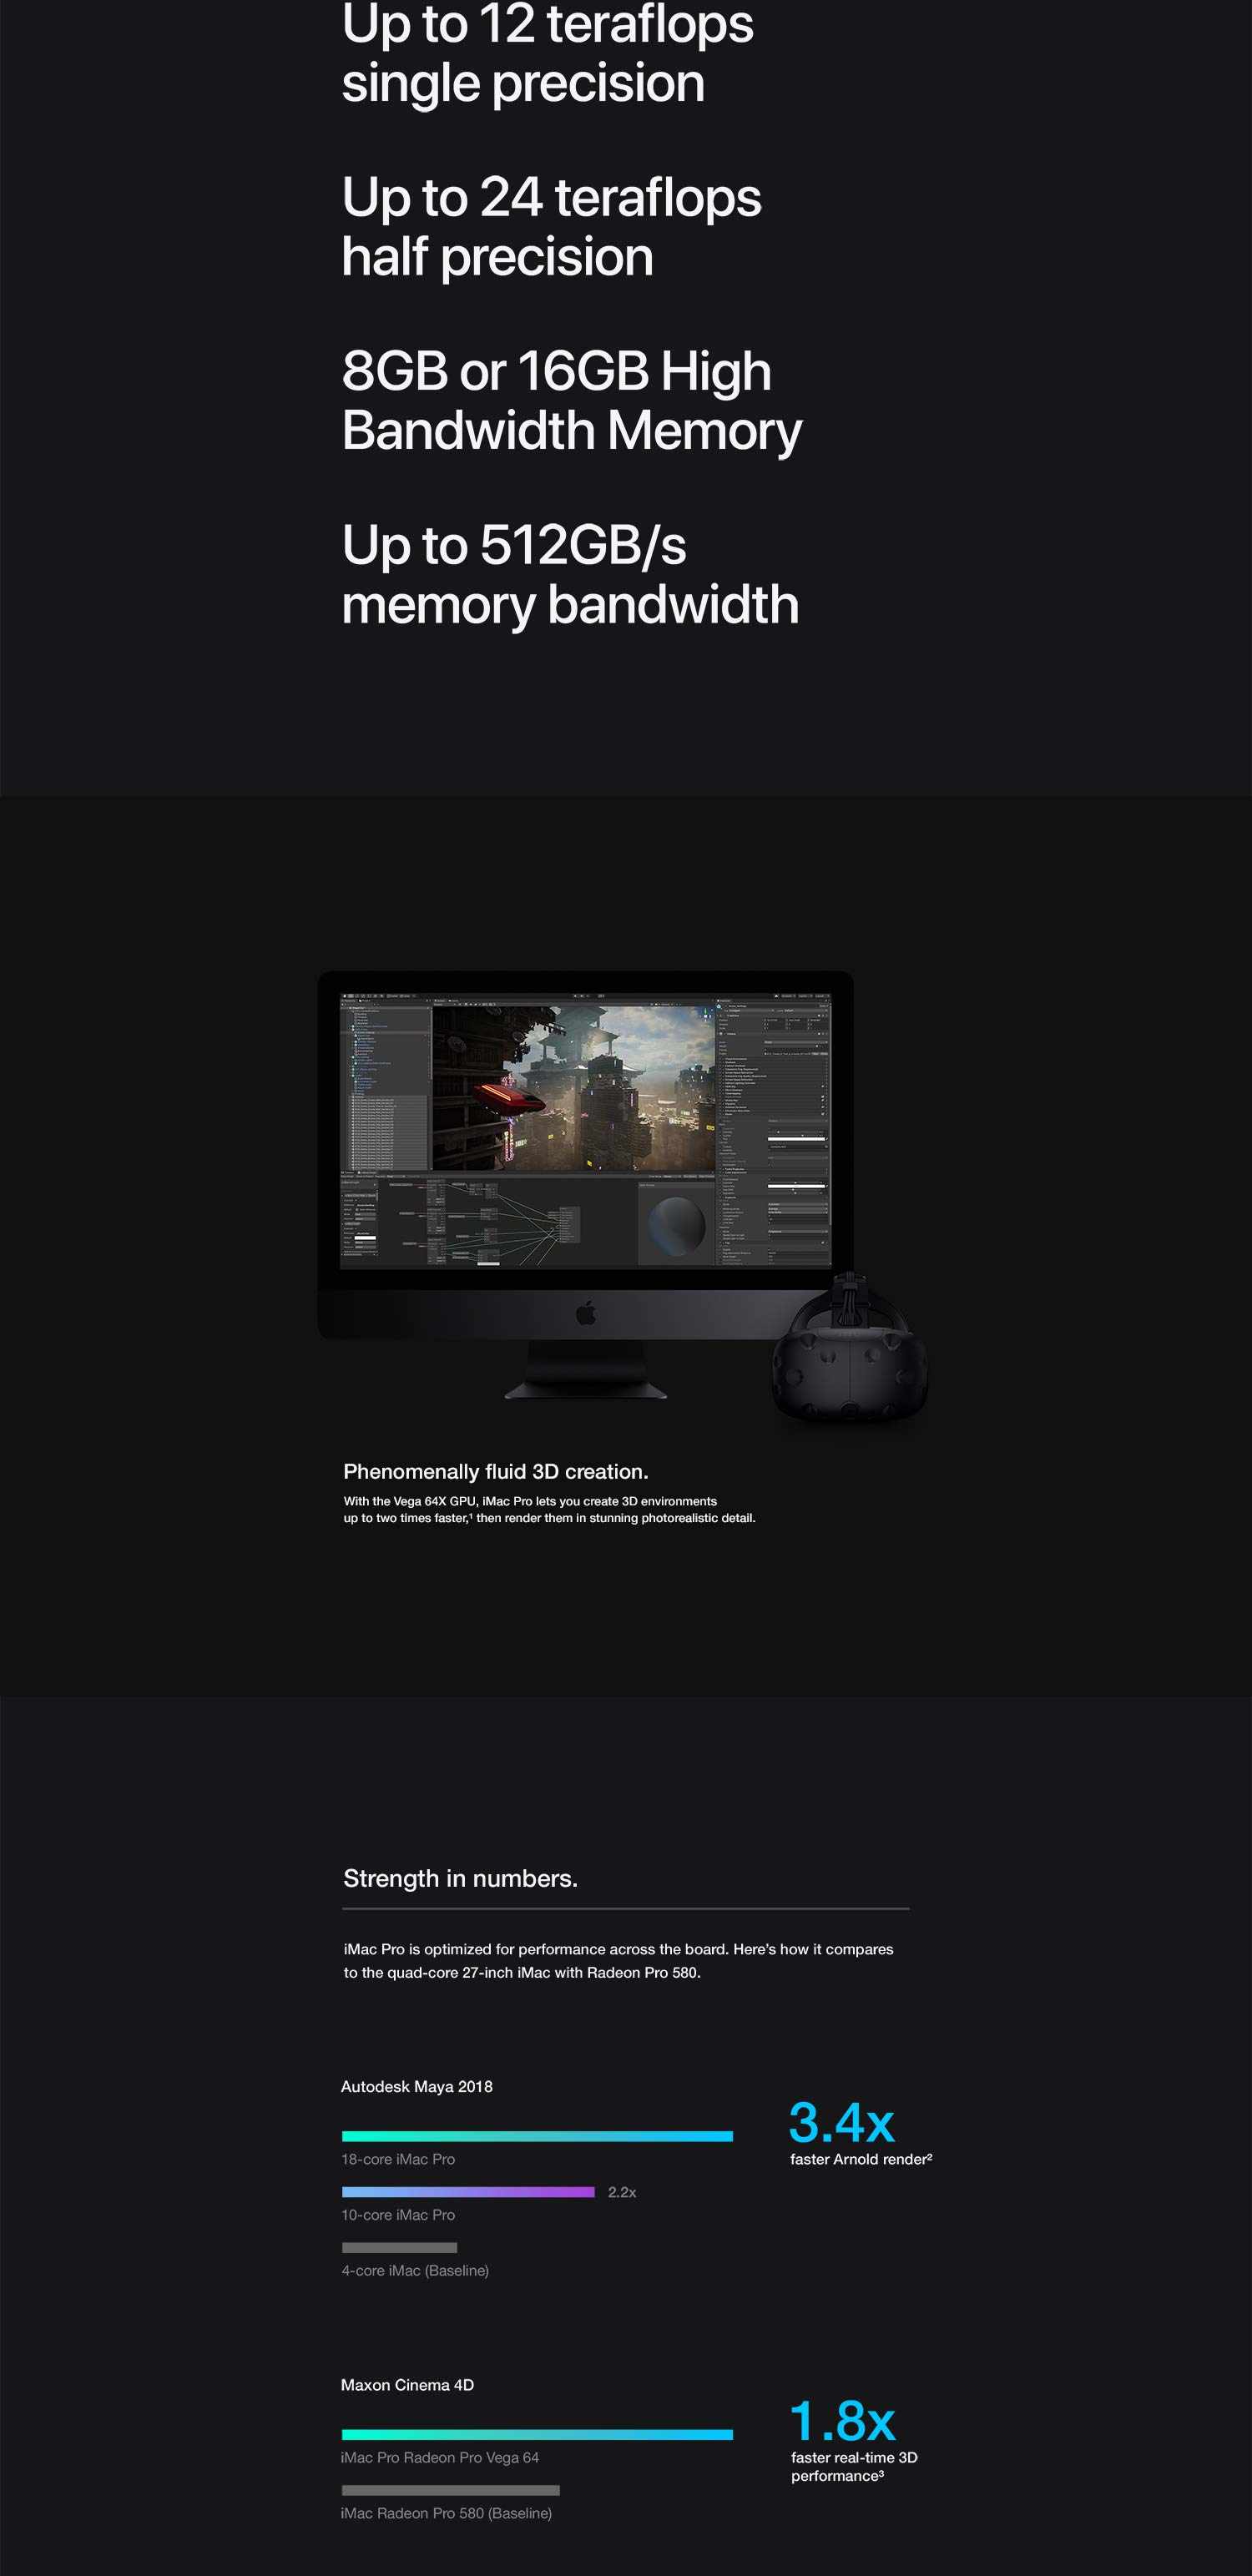 Up to 12 teraflops
single precision
Up to 24 teraflops
half precision
8GB or 16GB High
Bandwidth Memory
Up to 512GB/s
memory bandwidth
Phenomenally fluid 3D creation.
With the Vega 64X GPU, iMac Pro lets you create 3D environments
up to two times faster,¹ then render them in stunning photorealistic detail.
Strength in numbers.
iMac Pro is optimized for performance across the board. Here’s how it compares
to the quad-core 27-inch iMac with Radeon Pro 580.
Autodesk Maya 2018
3.4x
faster Arnold render²
18-core iMac Pro
2.2x
10-core iMac Pro
4-core iMac (Baseline)
Maxon Cinema 4D
1.8x
faster real-time 3D
performance³
iMac Pro Radeon Pro Vega 64
iMac Radeon Pro 580 (Baseline)